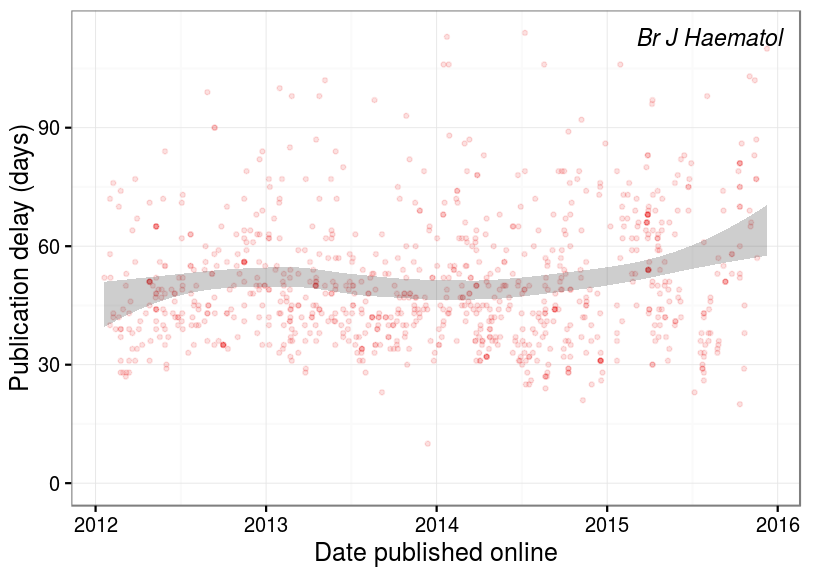 Br J Haematol
Publication delay (days)
90
60
30
0
2012 2013 2014 2015 2016
Date published online